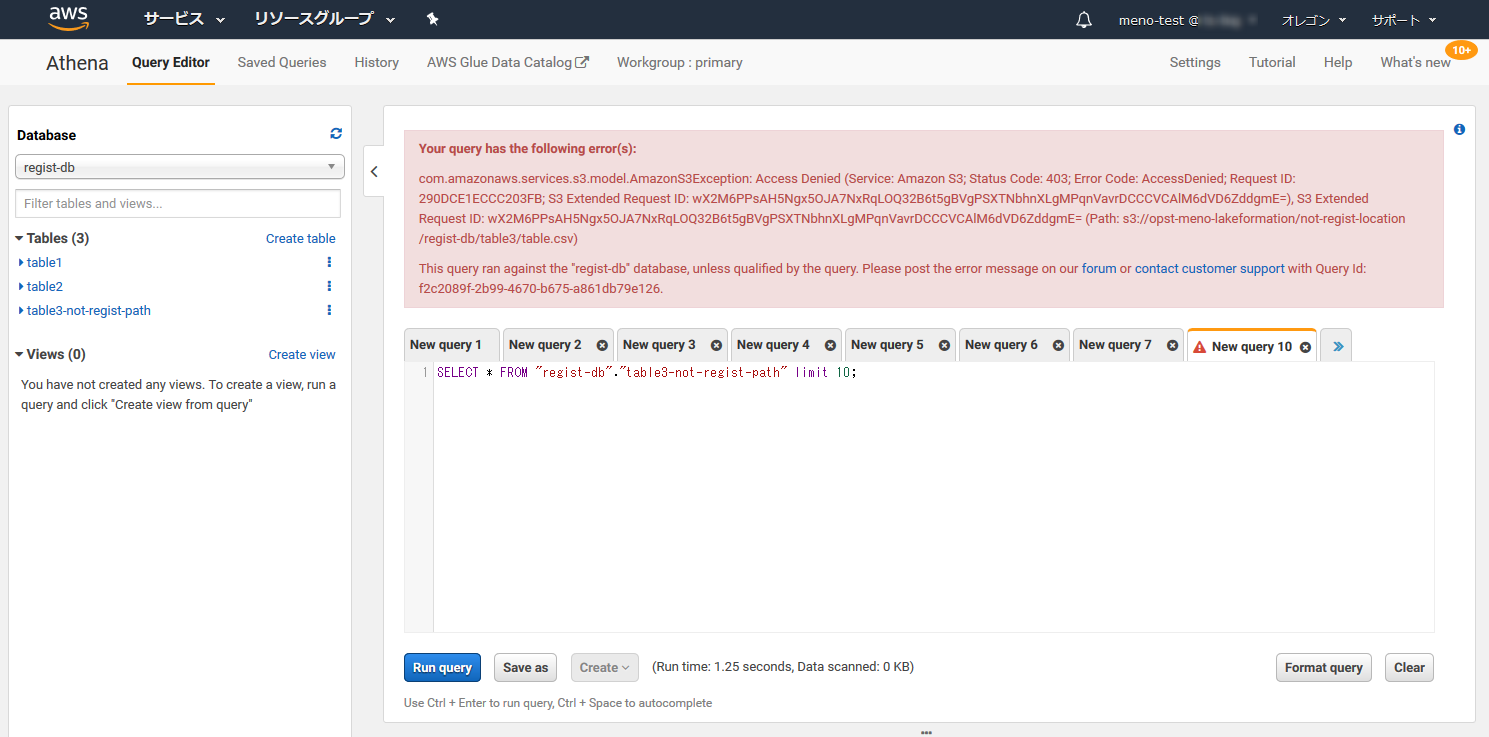 aws サービス リソースグループ meno-test @ オレゴン サポート
Athena Query Editor Saved Queries History AWS Glue Data Catalog Workgroup : primary Settings Tutorial Help What's new 10+
Database
regist-db
Filter tables and views...
Tables (3) Create table
table1
table2
table3-not-regist-path
Views (0) Create view
You have not created any views. To create a view, run a
query and click "Create view from query"
Your query has the following error(s):
com.amazonaws.services.s3.model.AmazonS3Exception: Access Denied (Service: Amazon S3; Status Code: 403; Error Code: AccessDenied; Request ID:
290DCE1ECCC203FB; S3 Extended Request ID: wX2M6PPsAH5Ngx5OJA7NxRqLOQ32B6t5gBVgPSXTNbhnXLgMPqnVavrDCCCVCAlM6dVD6ZddgmE=), S3 Extended
Request ID: wX2M6PPsAH5Ngx5OJA7NxRqLOQ32B6t5gBVgPSXTNbhnXLgMPqnVavrDCCCVCAlM6dVD6ZddgmE= (Path: s3://opst-meno-lakeformation/not-regist-location
/regist-db/table3/table.csv)
This query ran against the "regist-db" database, unless qualified by the query. Please post the error message on our forum or contact customer support with Query Id:
f2c2089f-2b99-4670-b675-a861db79e126.
New query 1 New query 2 New query 3 New query 4 New query 5 New query 6 New query 7 New query 10 »
1 SELECT * FROM "regist-db"."table3-not-regist-path" limit 10;
Run query Save as Create (Run time: 1.25 seconds, Data scanned: 0 KB) Format query Clear
Use Ctrl + Enter to run query, Ctrl + Space to autocomplete